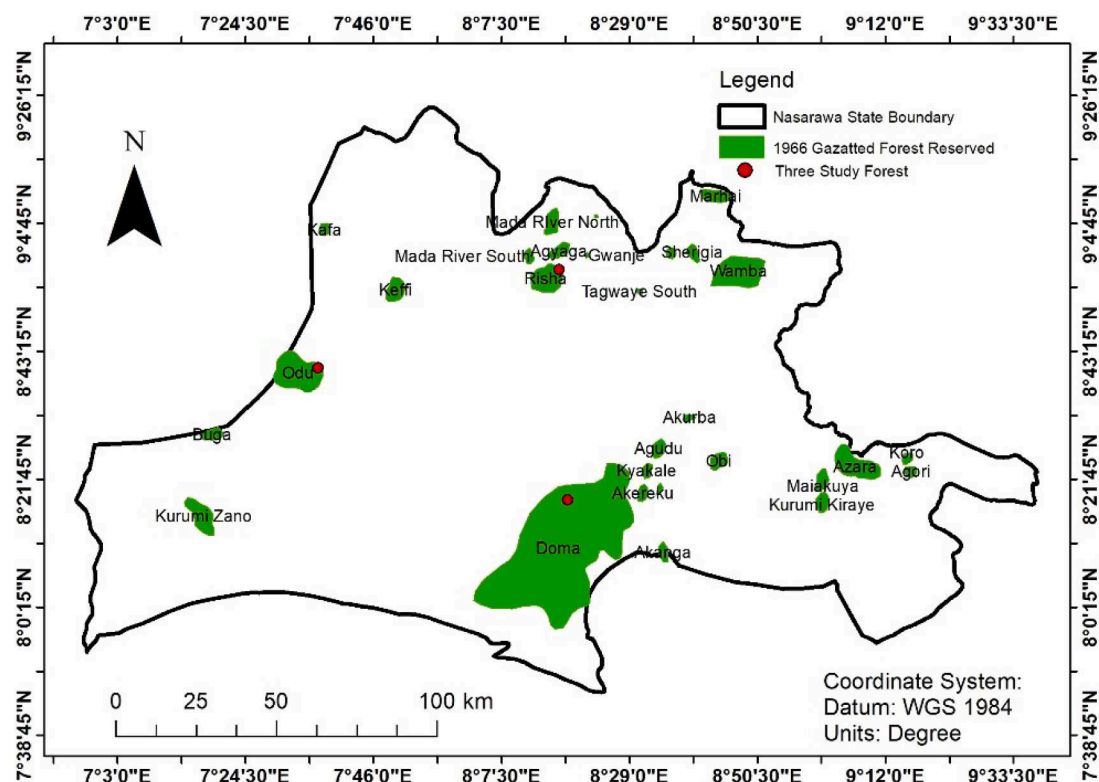 7°3'0"E 7°24'30"E 7°46'0"E 8°7'30"E 8°29'0"E 8°50'30"E 9°12'0"E 9°33'30"E
9°26'15"N
9°4'45"N
8°43'15"N
8°21'45"N
8°0'15"N
7°38'45"N
N
Legend
Nasarawa State Boundary
1966 Gazatted Forest Reserved
Three Study Forest
Marhai
Kafa
Mada RIver North
Mada River South
Agyaga
Gwanje
Sherigia
Wamba
Risha
Tagwaye South
Keffi
Odu
Buga
Akurba
Agudu
Obi
Kyakale
Akereku
Koro
Azara
Agori
Maiakuya
Kurumi Kiraye
Kurumi Zano
Doma
Akanga
0 25 50 100 km
Coordinate System:
Datum: WGS 1984
Units: Degree
9°26'15"N
9°4'45"N
8°43'15"N
8°21'45"N
8°0'15"N
7°38'45"N
7°3'0"E 7°24'30"E 7°46'0"E 8°7'30"E 8°29'0"E 8°50'30"E 9°12'0"E 9°33'30"E